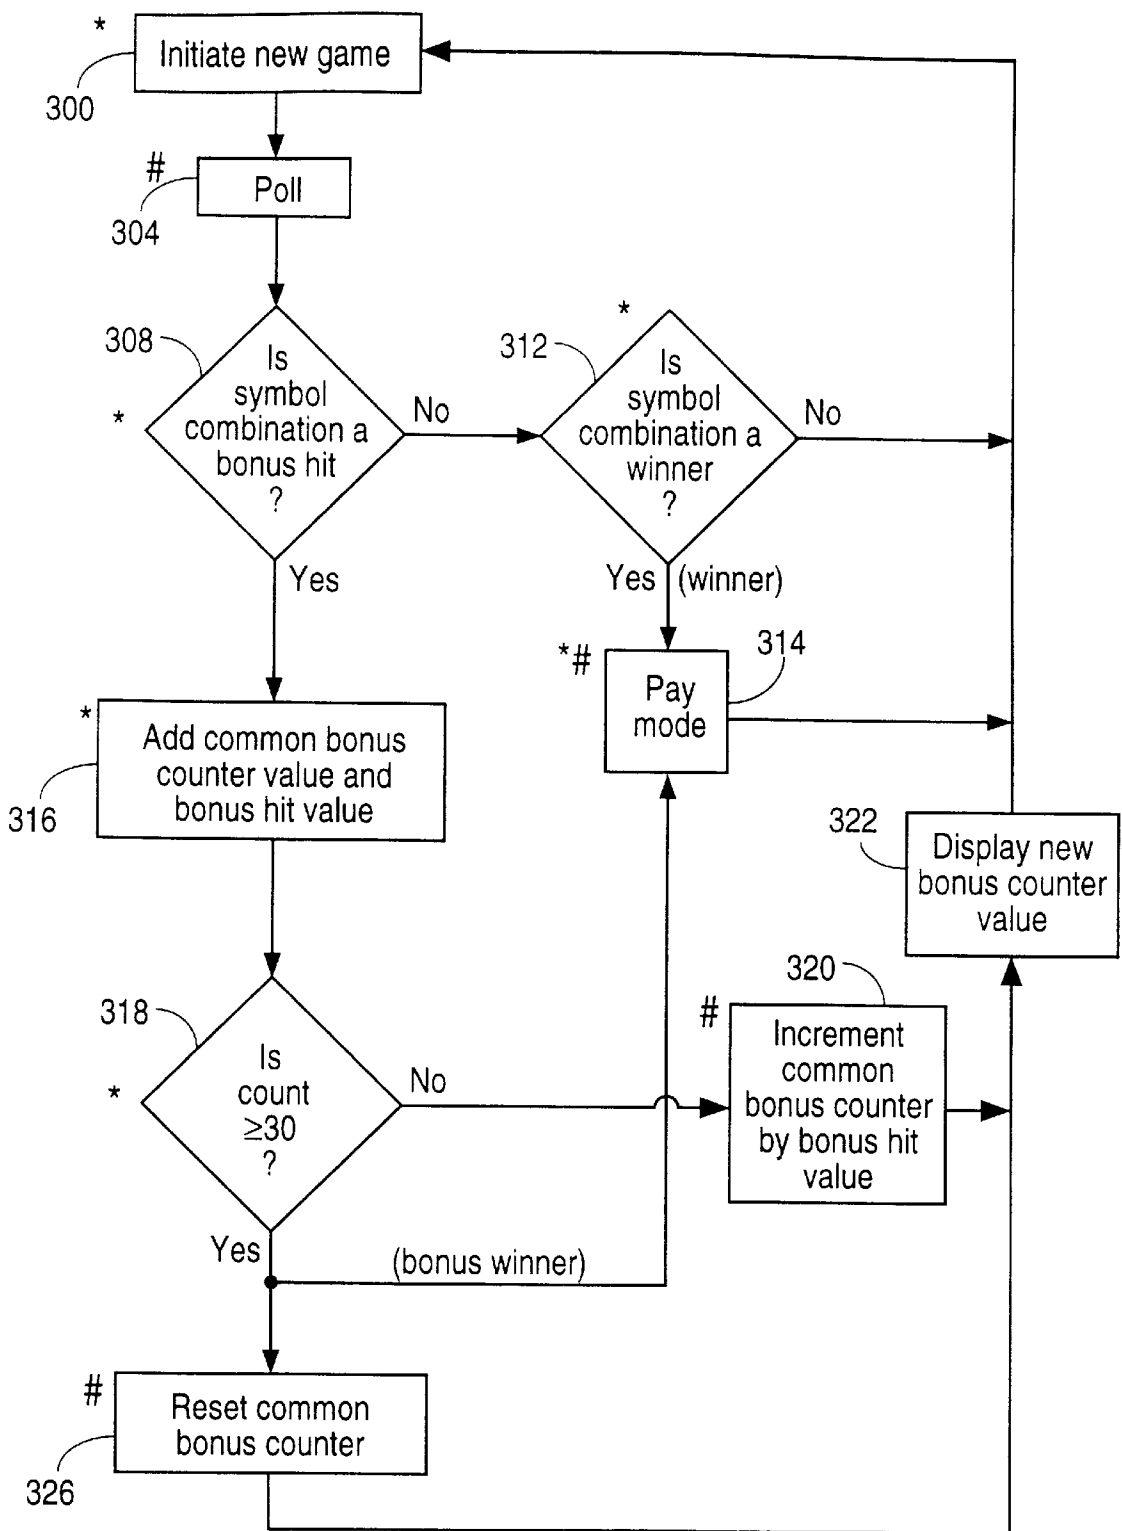 *
Initiate new game
300
#
Poll
304
308
*
Is
symbol
combination a
bonus hit
?
No
Yes
312
*
Is
symbol
combination a
winner
?
No
Yes (winner)
*#
314
Pay
mode
*
316
Add common bonus
counter value and
bonus hit value
322
Display new
bonus counter
value
318
*
Is
count
≥30
?
No
Yes
320
#
Increment
common
bonus counter
by bonus hit
value
(bonus winner)
#
Reset common
bonus counter
326